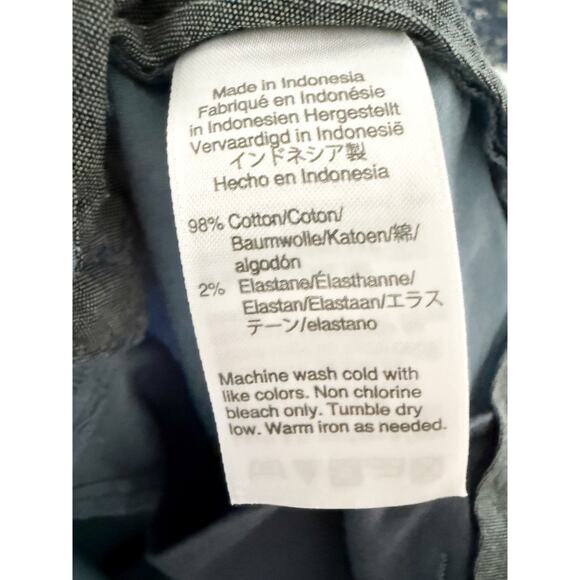 Made in Indonesia
Fabriqué en Indonésie
in Indonesien Hergestellt
Vervaardigd in Indonesië
インドネシア製
Hecho en Indonesia
98% Cotton/Coton/
Baumwolle/Katoen/綿/
algodón
2% Elastane/Élasthanne/
Elastan/Elastaan/エラス
テーン/elastano
Machine wash cold with
like colors. Non chlorine
bleach only. Tumble dry
low. Warm iron as needed.